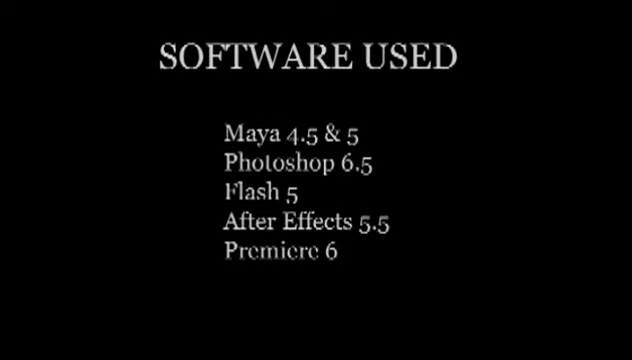 SOFTWARE USED
Maya 4.5 & 5
Photoshop 6.5
Flash 5
After Effects 5.5
Premiere 6